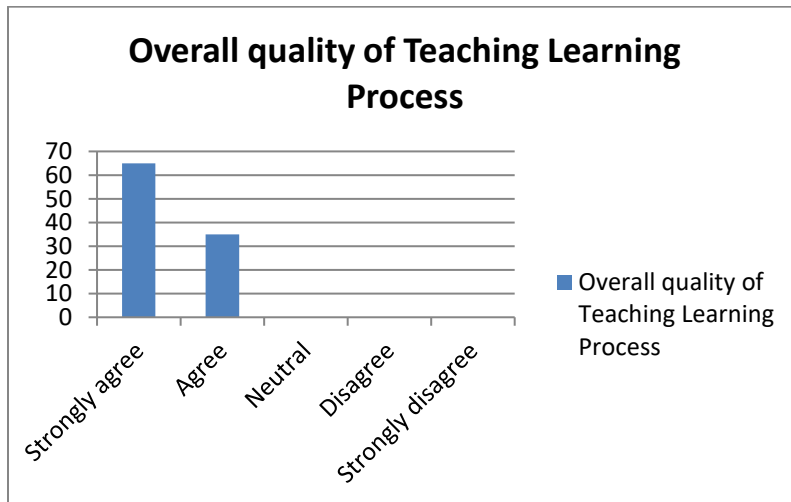 Overall quality of Teaching Learning
Process
70
60
50
40
30
20
10
0
Strongly agree
Agree
Neutral
Disagree
Strongly disagree
Overall quality of
Teaching Learning
Process